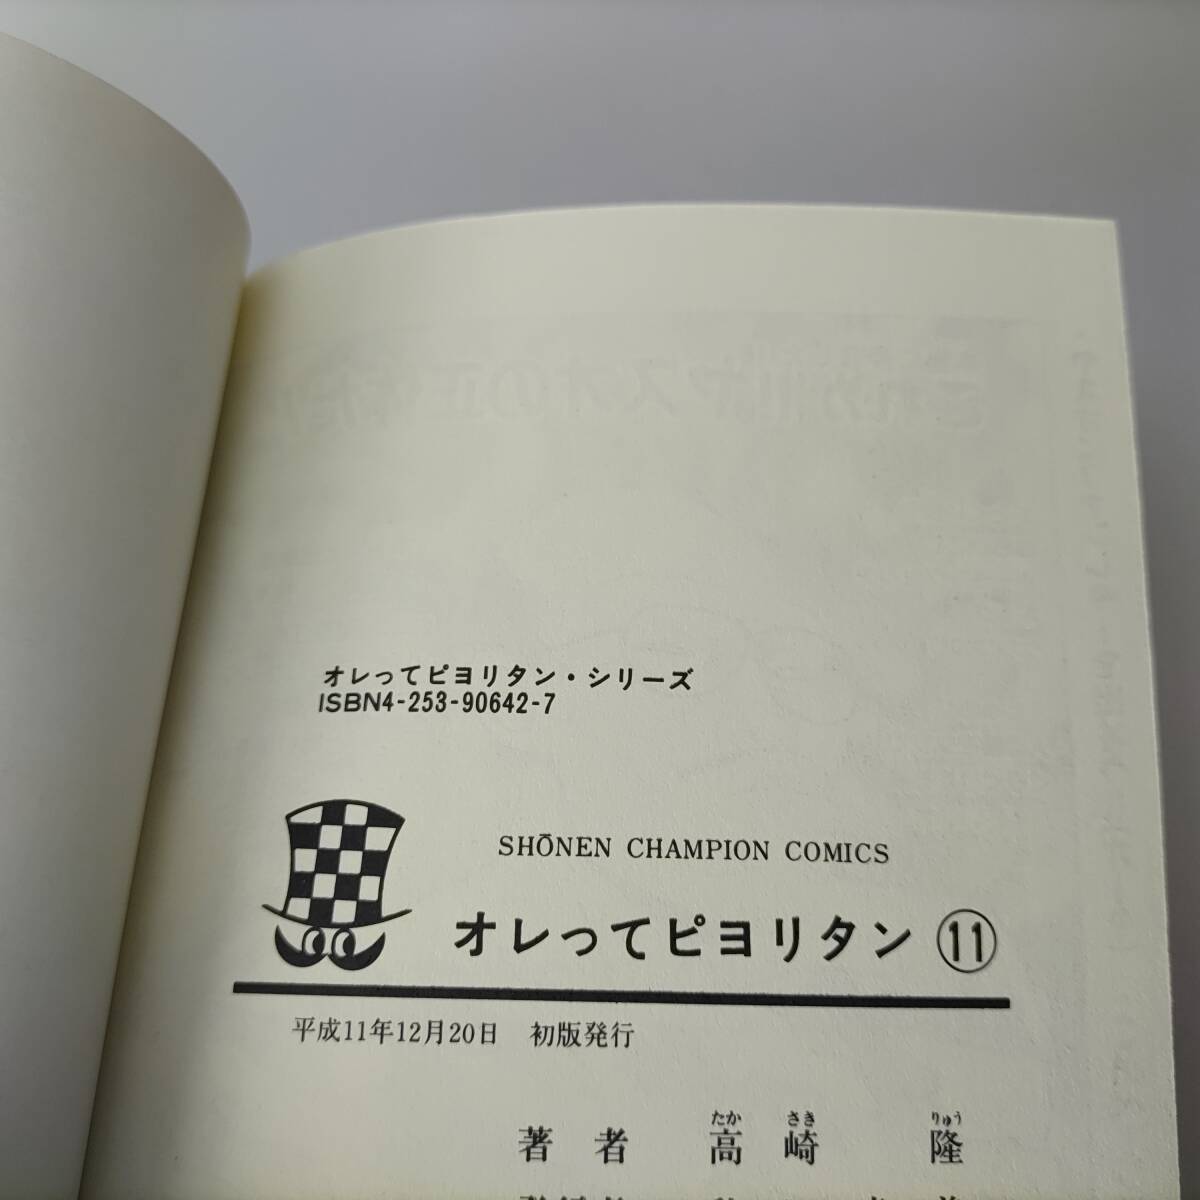 オレってピヨリタン・シリーズ
ISBN4-253-90642-7
SHŌNEN CHAMPION COMICS
オレってピヨリタン ⑪
平成11年12月20日 初版発行
たか さき りゅう
著者 高崎 隆